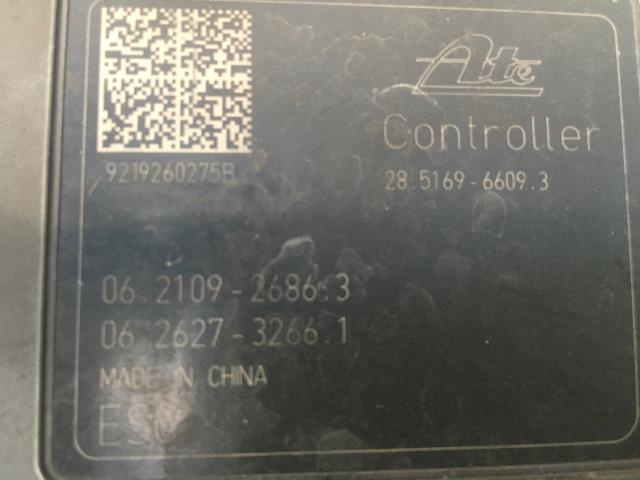 Ate
Controller
9219260275B
28.5169-6609.3
06.2109-2686.3
06.2627-3266.1
MADE IN CHINA
ESC